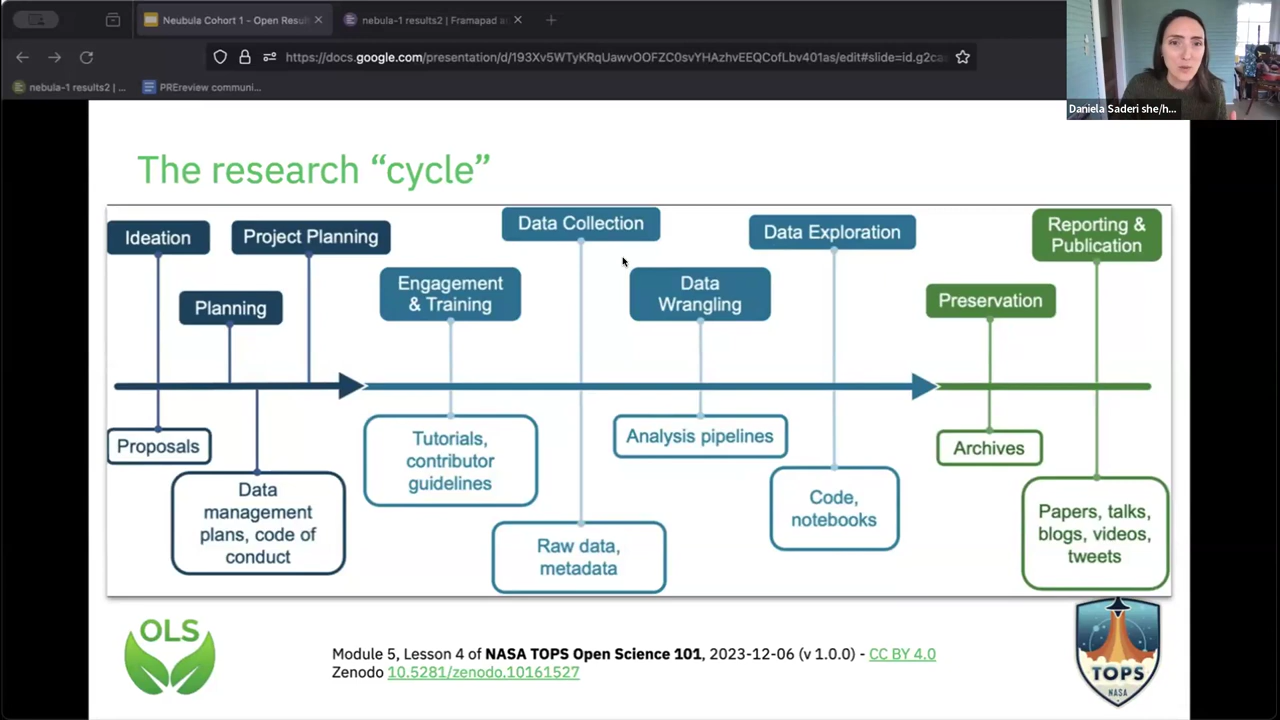 Neubula Cohort 1 - Open Resul
nebula-1 results2 | Framapad
https://docs.google.com/presentation/d/193Xv5WTyKRqUawvOOFZC0svYHAzhvEEQCofLbv401as/edit#slide=id.g2ca
nebula-1 results2 | ...
PREreview communi...
Daniela Saderi she/h...
The research “cycle”
Ideation
Project Planning
Planning
Engagement
& Training
Data Collection
Data
Wrangling
Data Exploration
Preservation
Reporting &
Publication
Proposals
Data
management
plans, code of
conduct
Tutorials,
contributor
guidelines
Raw data,
metadata
Analysis pipelines
Code,
notebooks
Archives
Papers, talks,
blogs, videos,
tweets
OLS
Module 5, Lesson 4 of NASA TOPS Open Science 101, 2023-12-06 (v 1.0.0) - CC BY 4.0
Zenodo 10.5281/zenodo.10161527
TOPS
NASA